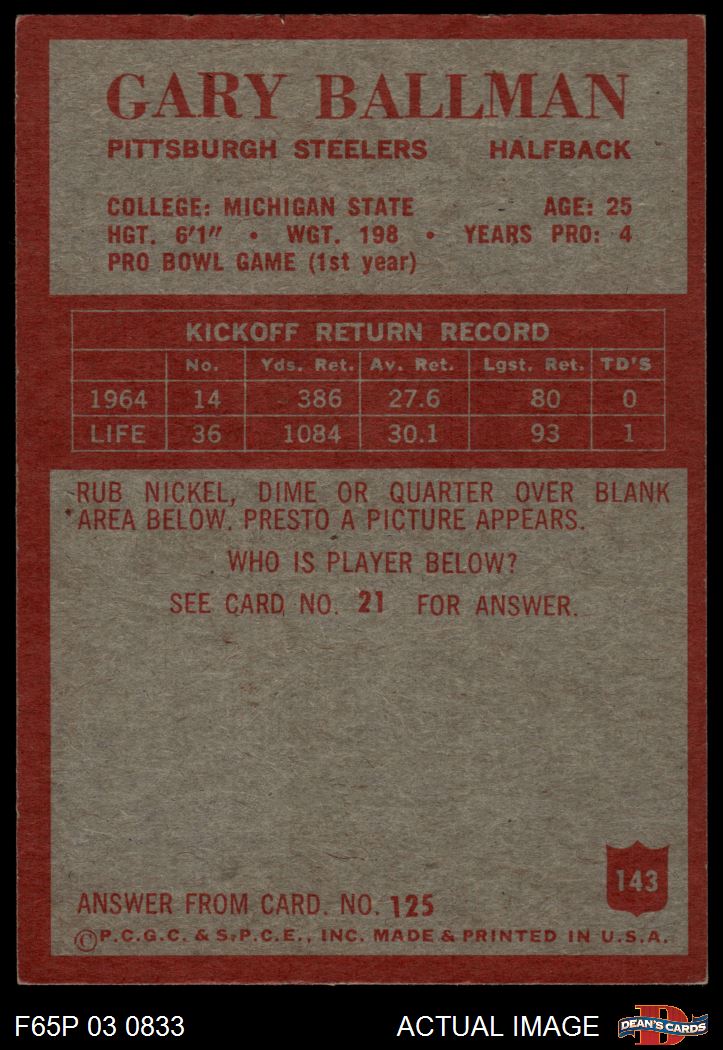 GARY BALLMAN
PITTSBURGH STEELERS HALFBACK
COLLEGE: MICHIGAN STATE AGE: 25
HGT. 6'1" • WGT. 198 • YEARS PRO: 4
PRO BOWL GAME (1st year)
KICKOFF RETURN RECORD
No. Yds. Ret. Av. Ret. Lgst. Ret. TD'S
1964 14 386 27.6 80 0
LIFE 36 1084 30.1 93 1
RUB NICKEL, DIME OR QUARTER OVER BLANK
AREA BELOW. PRESTO A PICTURE APPEARS.
WHO IS PLAYER BELOW?
SEE CARD NO. 21 FOR ANSWER.
143
ANSWER FROM CARD. NO. 125
©P.C.G.C. & S.P.C.E., INC. MADE & PRINTED IN U.S.A.
F65P 03 0833 ACTUAL IMAGE D DEAN'S CARDS